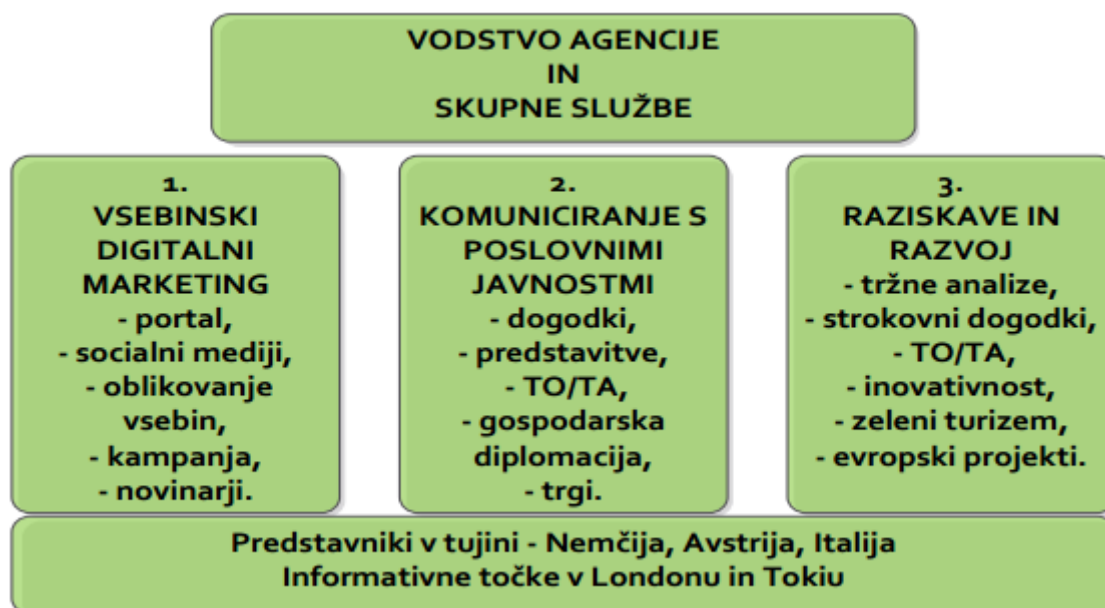 VODSTVO AGENCIJE
IN
SKUPNE SLUŽBE
1.
VSEBINSKI
DIGITALNI
MARKETING
- portal,
- socialni mediji,
- oblikovanje
vsebin,
- kampanja,
- novinarji.
2.
KOMUNICIRANJE S
POSLOVNIMI
JAVNOSTMI
- dogodki,
- predstavitve,
- TO/TA,
- gospodarska
diplomacija,
- trgi.
3.
RAZISKAVE IN
RAZVOJ
- tržne analize,
- strokovni dogodki,
- TO/TA,
- inovativnost,
- zeleni turizem,
- evropski projekti.
Predstavniki v tujini - Nemčija, Avstrija, Italija
Informativne točke v Londonu in Tokiu